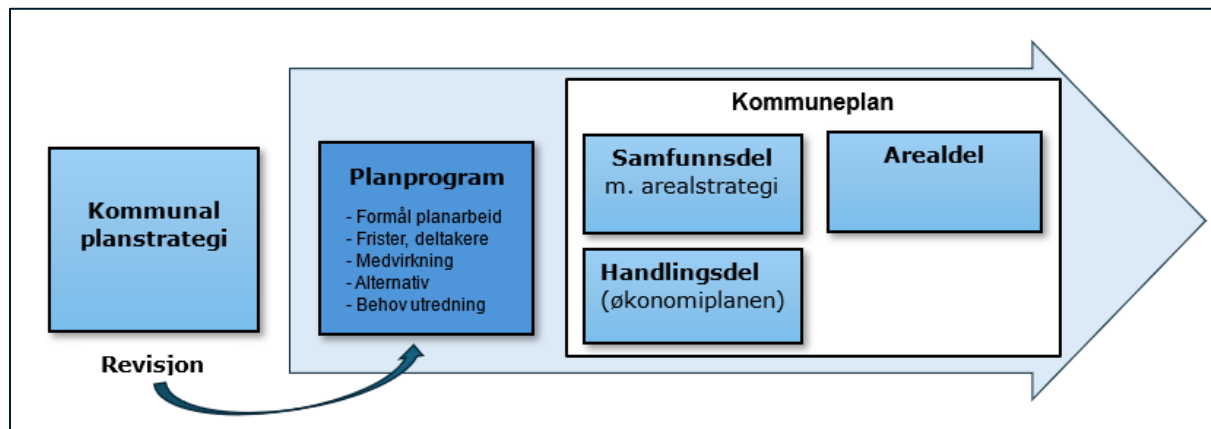 Kommunal
planstrategi
Revisjon
Planprogram
- Formål planarbeid
- Frister, deltakere
- Medvirkning
- Alternativ
- Behov utredning
Kommuneplan
Samfunnsdel
m. arealstrategi
Arealdel
Handlingsdel
(økonomiplanen)